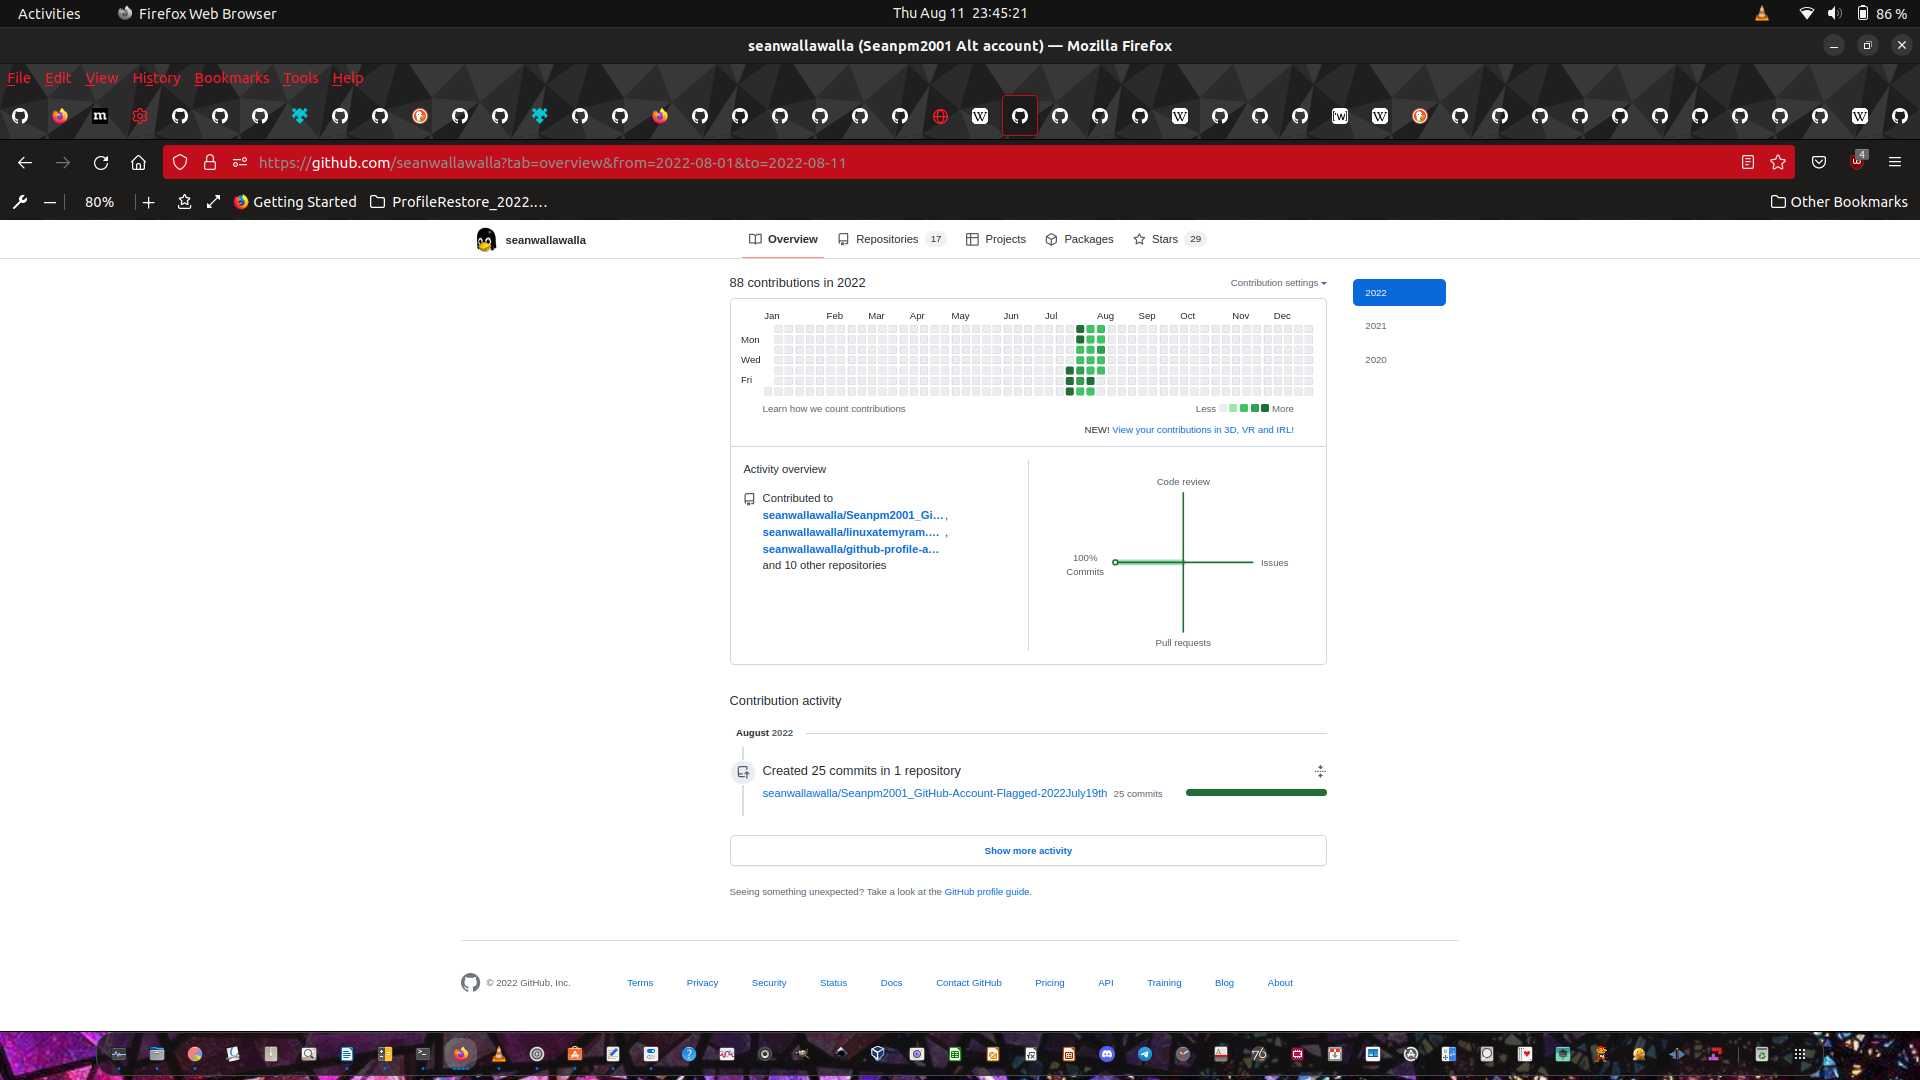 Activities Firefox Web Browser Thu Aug 11 23:45:21 86 %
seanwallawalla (Seanpm2001 Alt account) — Mozilla Firefox
File Edit View History Bookmarks Tools Help
https://github.com/seanwallawalla?tab=overview&from=2022-08-01&to=2022-08-11 4
80% Getting Started ProfileRestore_2022.… Other Bookmarks
seanwallawalla Overview Repositories 17 Projects Packages Stars 29
88 contributions in 2022 Contribution settings
2022
2021
2020
Jan Feb Mar Apr May Jun Jul Aug Sep Oct Nov Dec
Mon
Wed
Fri
Learn how we count contributions Less More
NEW! View your contributions in 3D, VR and IRL!
Activity overview
Contributed to
seanwallawalla/Seanpm2001_Gi… ,
seanwallawalla/linuxatemyram.… ,
seanwallawalla/github-profile-a…
and 10 other repositories
Code review
100%
Commits
Issues
Pull requests
Contribution activity
August 2022
Created 25 commits in 1 repository
seanwallawalla/Seanpm2001_GitHub-Account-Flagged-2022July19th 25 commits
Show more activity
Seeing something unexpected? Take a look at the GitHub profile guide.
© 2022 GitHub, Inc. Terms Privacy Security Status Docs Contact GitHub Pricing API Training Blog About